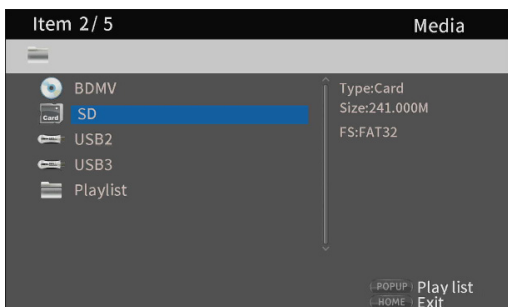 Item 2/ 5
Media
BDMV
Card SD
USB2
USB3
Playlist
Type:Card
Size:241.000M
FS:FAT32
POPUP Play list
HOME Exit